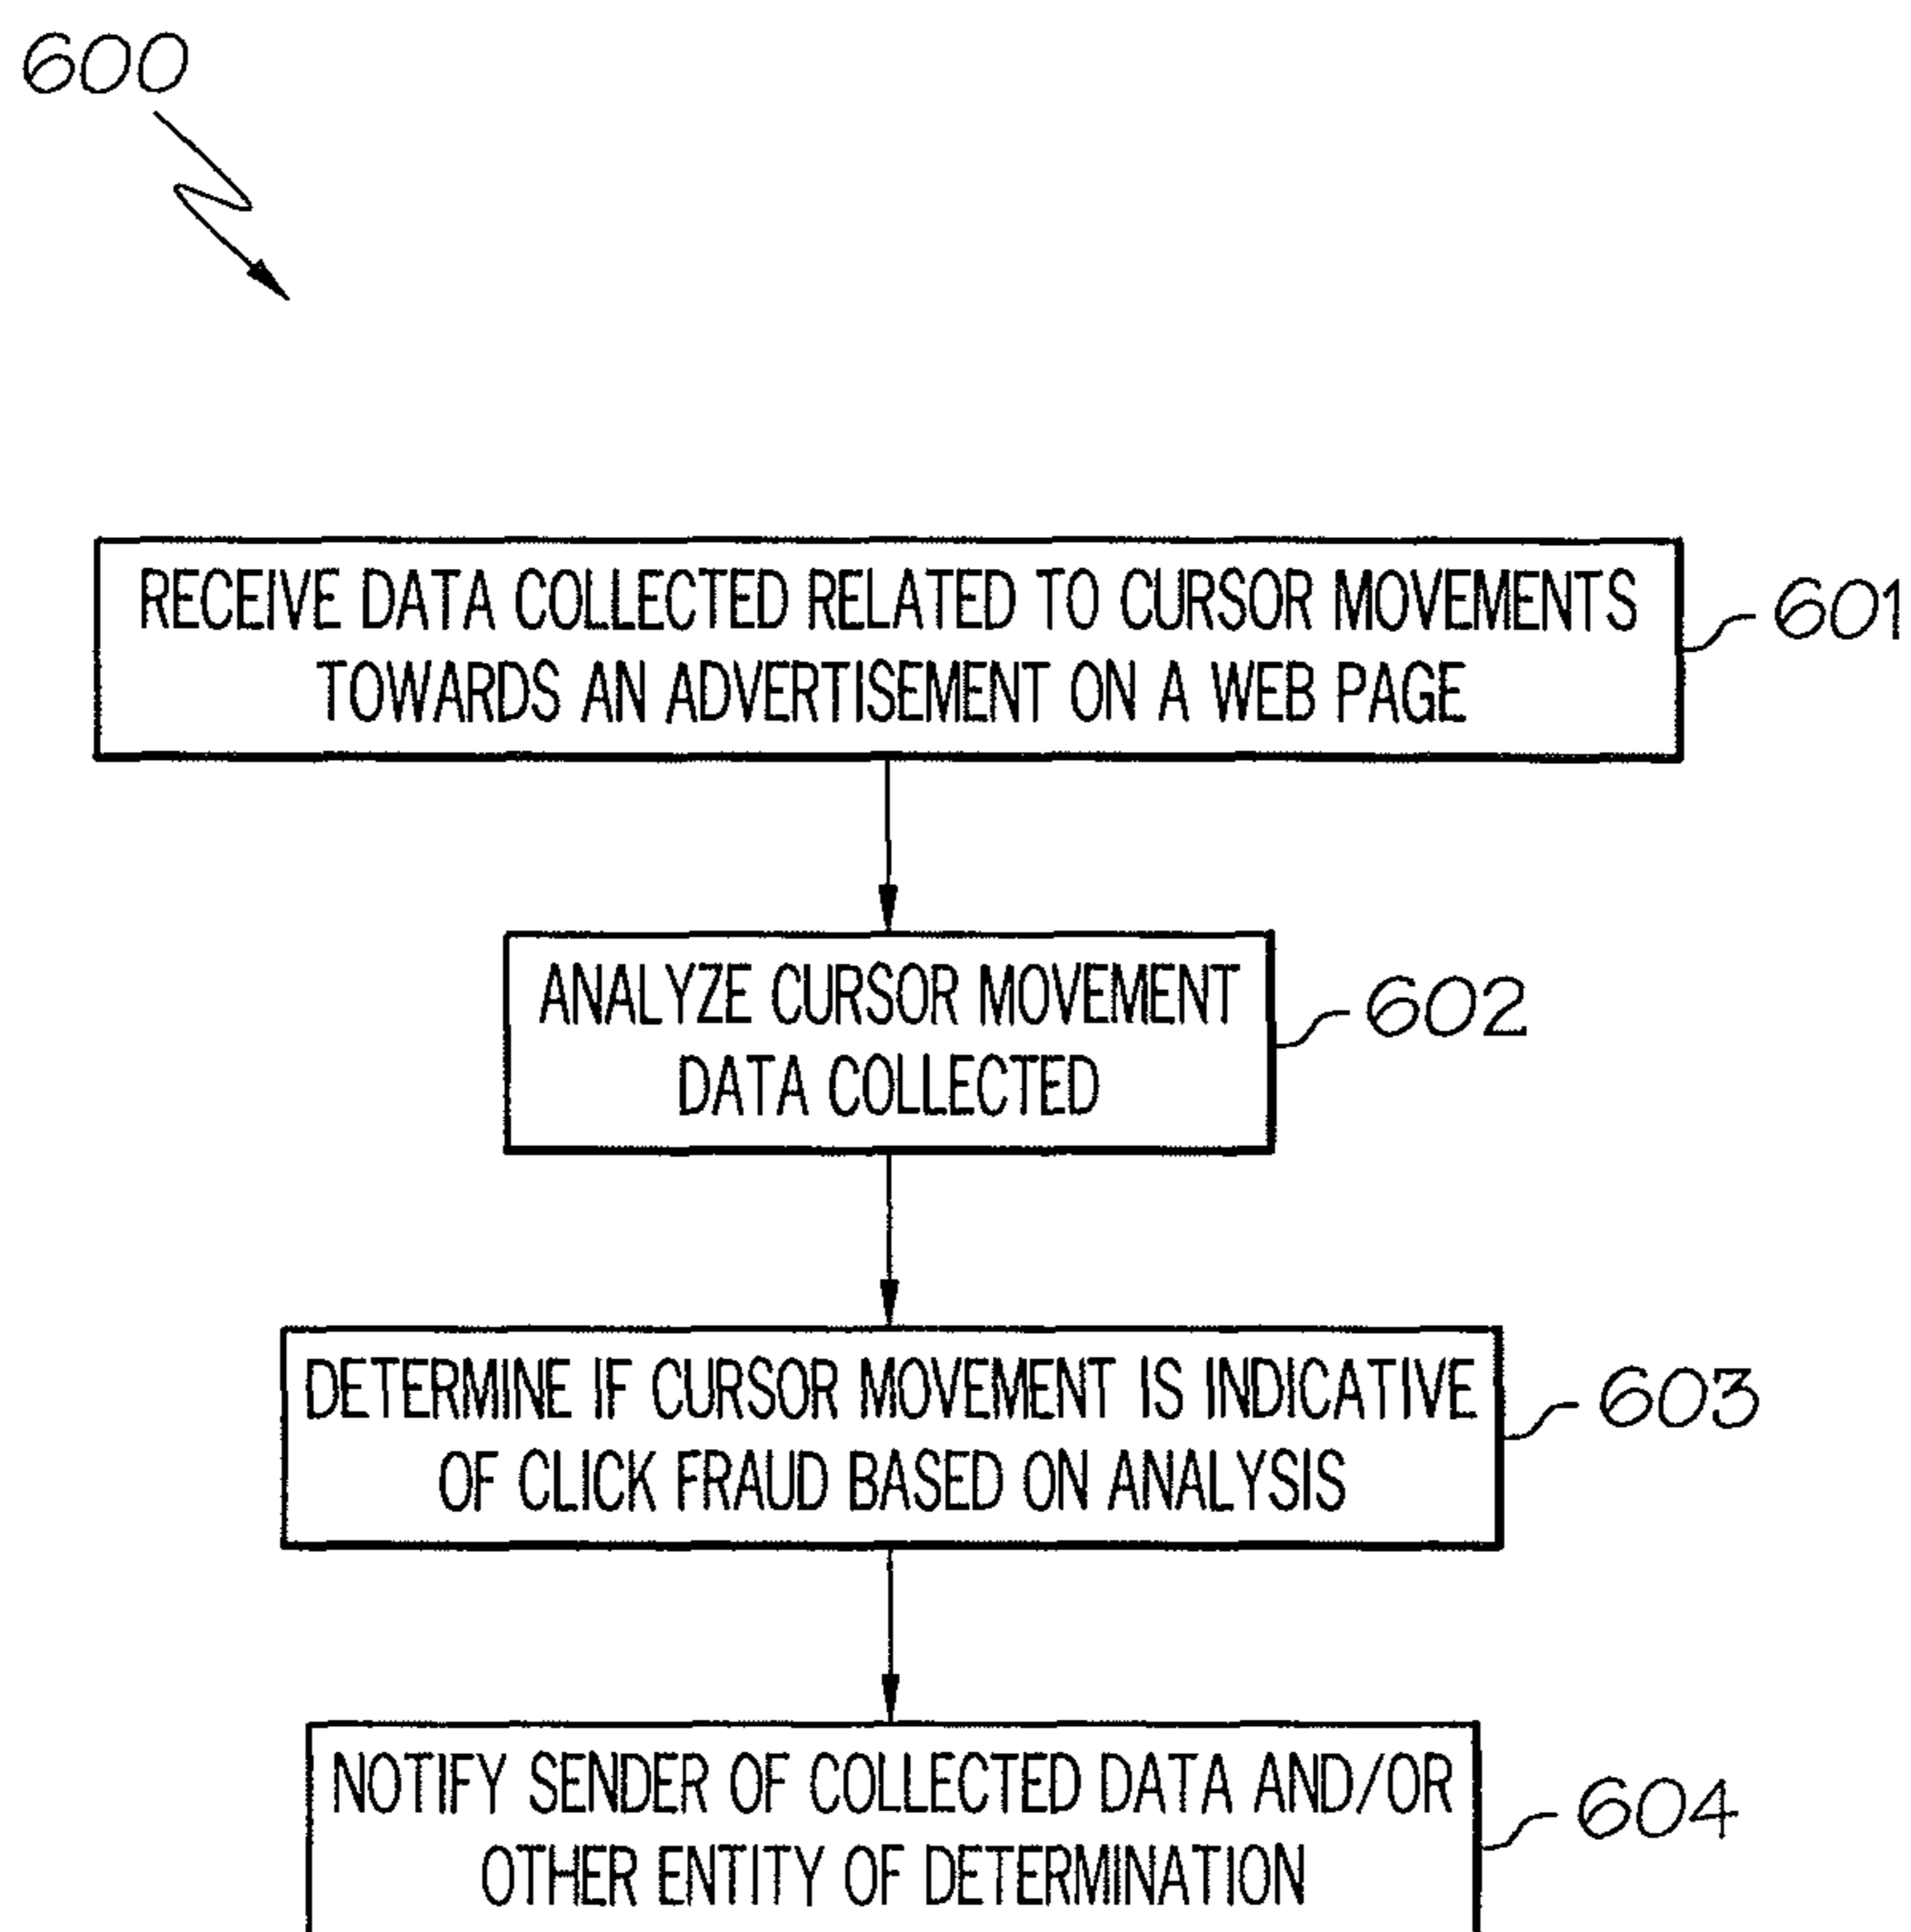 600
RECEIVE DATA COLLECTED RELATED TO CURSOR MOVEMENTS
TOWARDS AN ADVERTISEMENT ON A WEB PAGE
601
ANALYZE CURSOR MOVEMENT
DATA COLLECTED
602
DETERMINE IF CURSOR MOVEMENT IS INDICATIVE
OF CLICK FRAUD BASED ON ANALYSIS
603
NOTIFY SENDER OF COLLECTED DATA AND/OR
OTHER ENTITY OF DETERMINATION
604